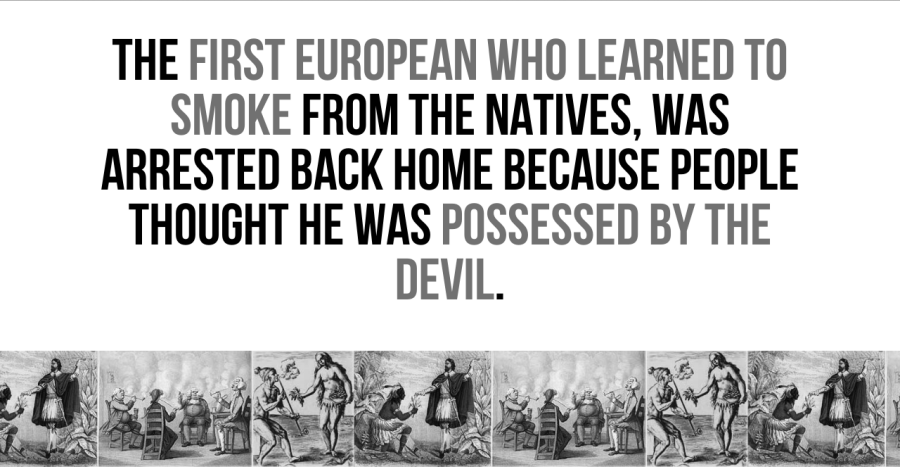 THE FIRST EUROPEAN WHO LEARNED TO
SMOKE FROM THE NATIVES, WAS
ARRESTED BACK HOME BECAUSE PEOPLE
THOUGHT HE WAS POSSESSED BY THE
DEVIL.